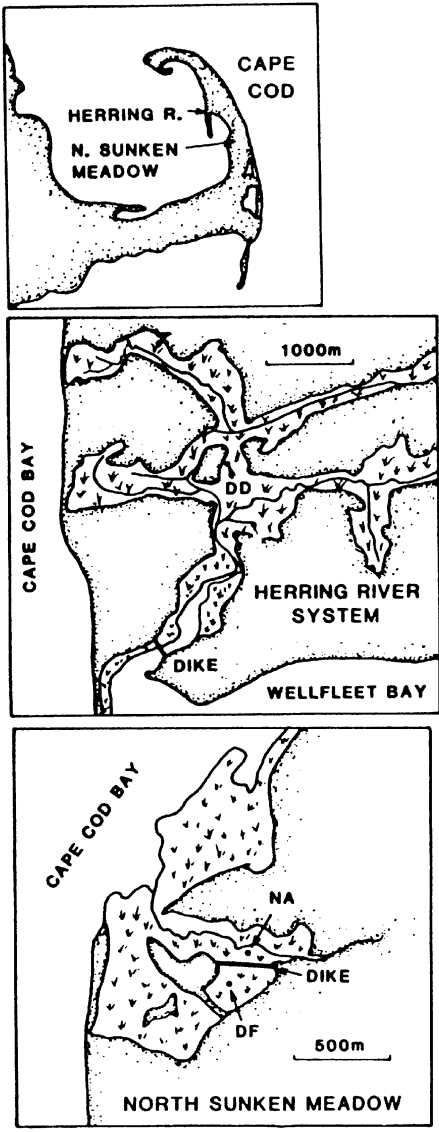 CAPE
COD
HERRING R.
N. SUNKEN
MEADOW
1000m
CAPE COD BAY
DD
HERRING RIVER
SYSTEM
DIKE
WELLFLEET BAY
CAPE COD BAY
NA
DIKE
DF
500m
NORTH SUNKEN MEADOW